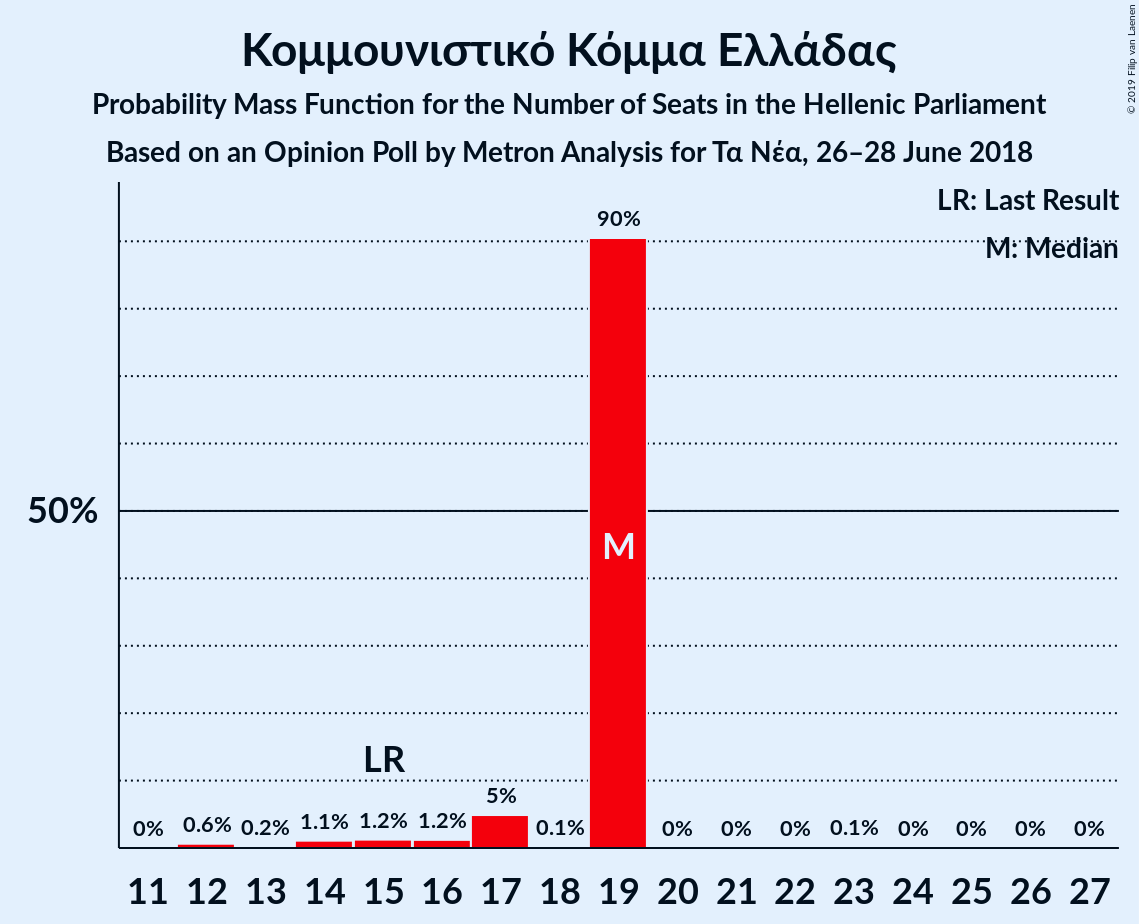 Κομμουνιστικό Κόμμα Ελλάδας
Probability Mass Function for the Number of Seats in the Hellenic Parliament
Based on an Opinion Poll by Metron Analysis for Τα Νέα, 26–28 June 2018
© 2019 Filip van Laenen
LR: Last Result
M: Median
90%
50%
M
LR
0% 0.6% 0.2% 1.1% 1.2% 1.2% 5% 0.1% 0% 0% 0% 0.1% 0% 0% 0% 0%
11 12 13 14 15 16 17 18 19 20 21 22 23 24 25 26 27